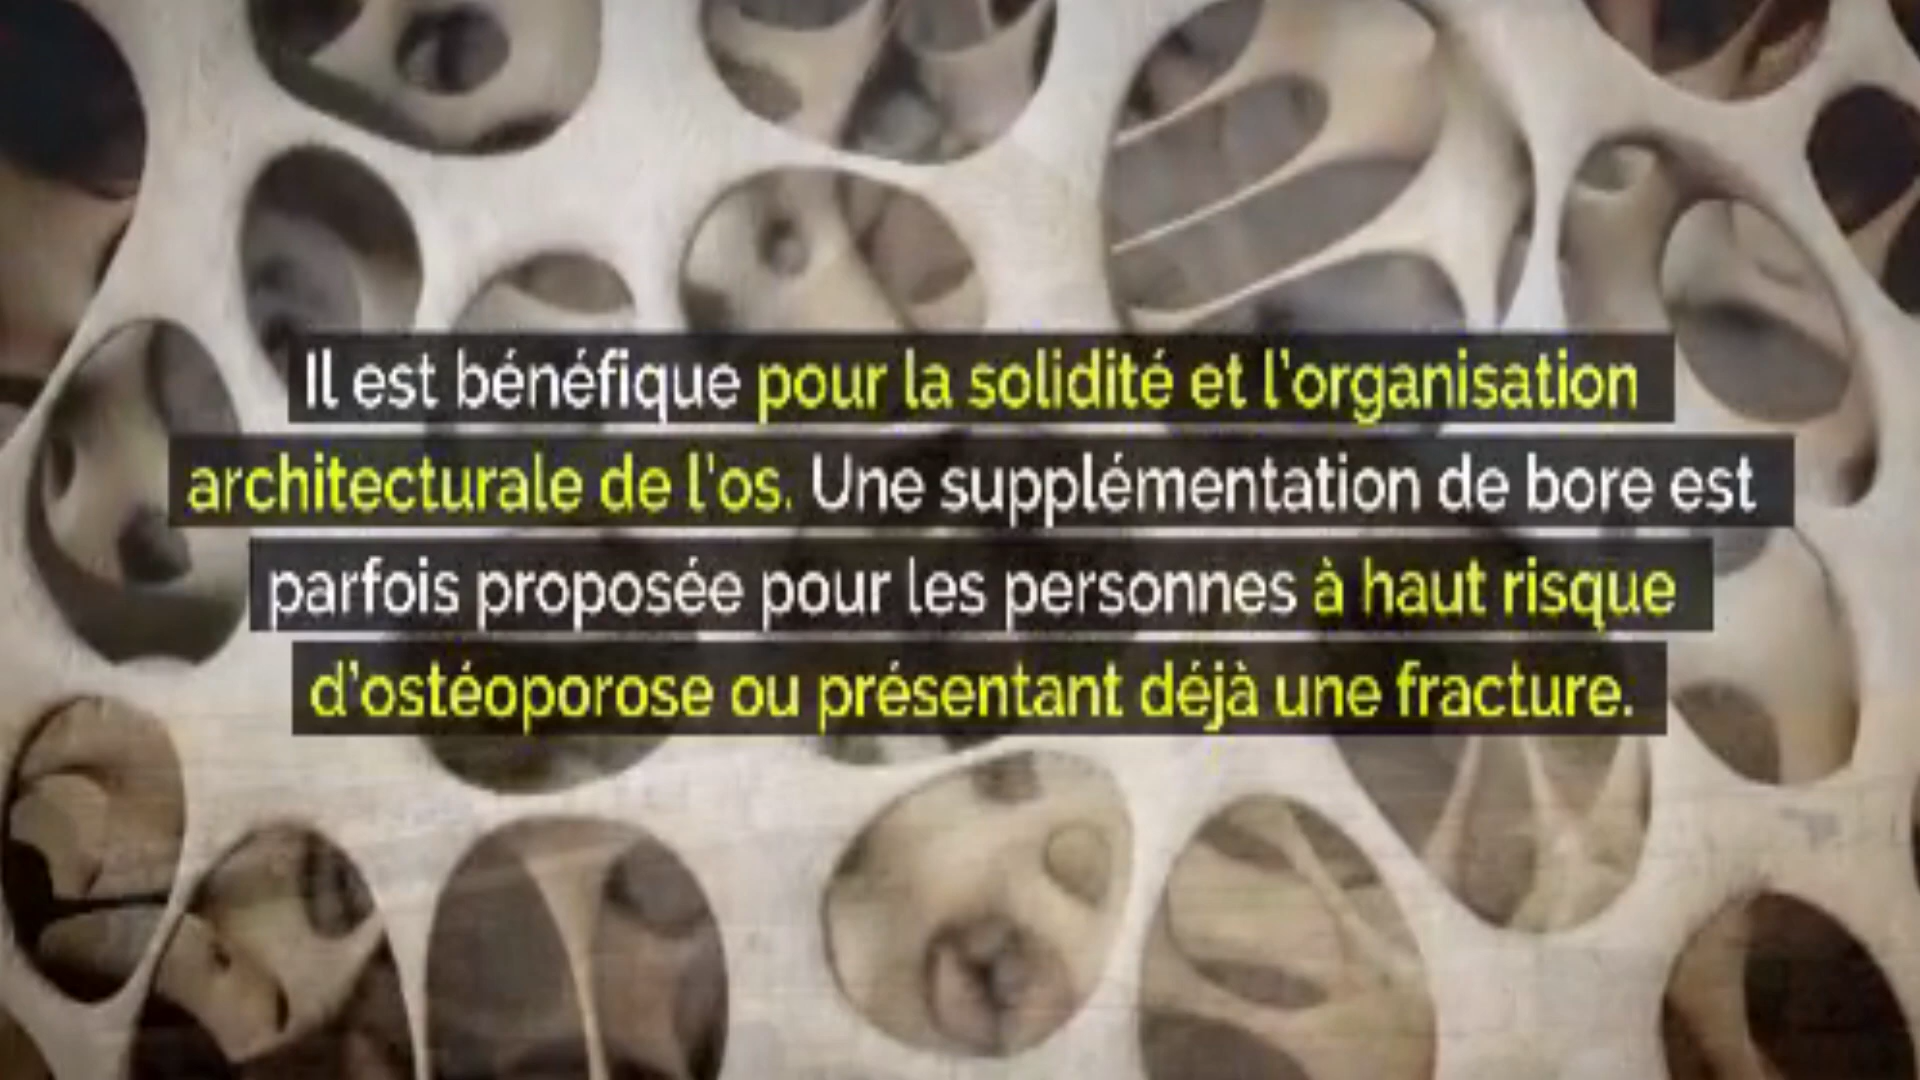 Il est bénéfique pour la solidité et l'organisation
architecturale de l'os. Une supplémentation de bore est
parfois proposée pour les personnes à haut risque
d'ostéoporose ou présentant déjà une fracture.